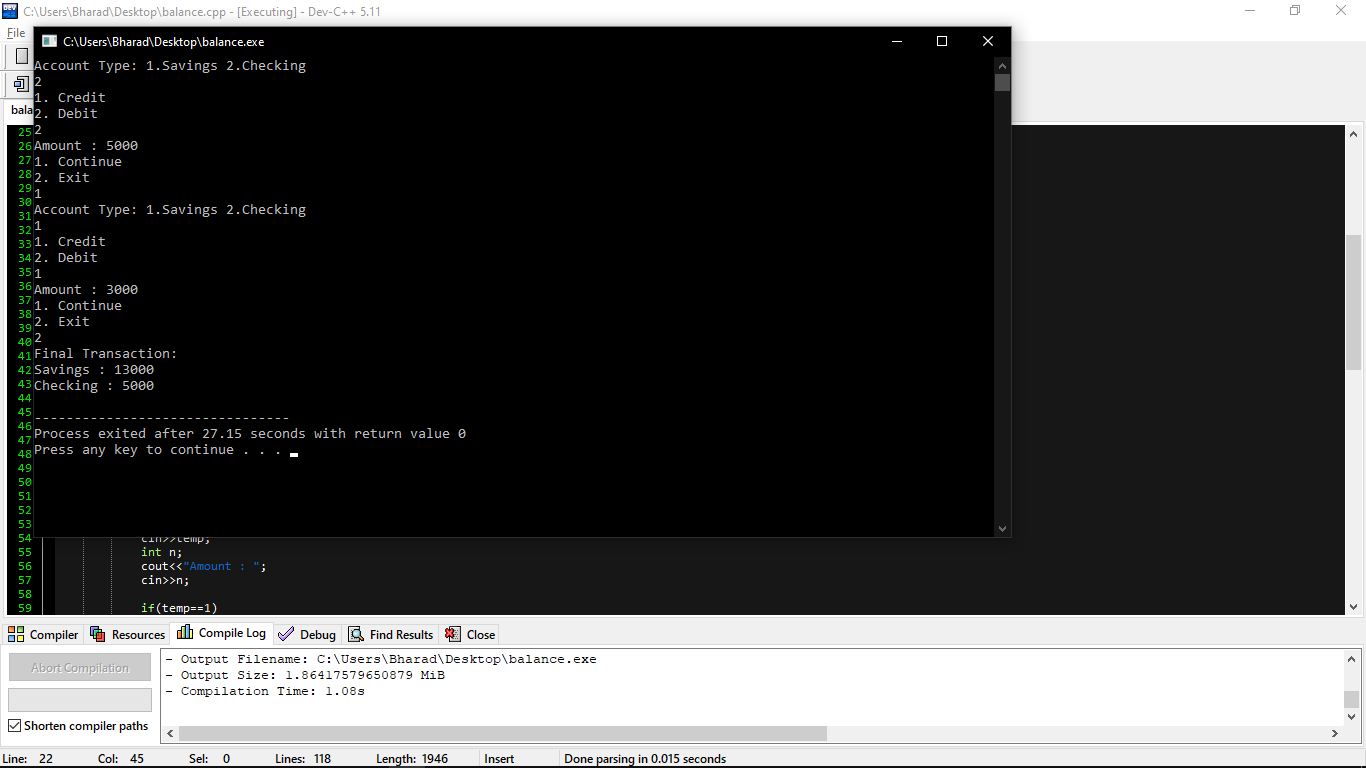 C:\Users\Bharad\Desktop\balance.cpp - [Executing] - Dev-C++ 5.11
File
C:\Users\Bharad\Desktop\balance.exe
bala
Account Type: 1.Savings 2.Checking
2
1. Credit
2. Debit
2
Amount : 5000
1. Continue
2. Exit
1
Account Type: 1.Savings 2.Checking
1
1. Credit
2. Debit
1
Amount : 3000
1. Continue
2. Exit
2
Final Transaction:
Savings : 13000
Checking : 5000
--------------------------------
Process exited after 27.15 seconds with return value 0
Press any key to continue . . .
25
26
27
28
29
30
31
32
33
34
35
36
37
38
39
40
41
42
43
44
45
46
47
48
49
50
51
52
53
54 cin>>temp;
55 int n;
56 cout<<"Amount : ";
57 cin>>n;
58
59 if(temp==1)
Compiler Resources Compile Log Debug Find Results Close
Abort Compilation
Shorten compiler paths
- Output Filename: C:\Users\Bharad\Desktop\balance.exe
- Output Size: 1.86417579650879 MiB
- Compilation Time: 1.08s
Line: 22 Col: 45 Sel: 0 Lines: 118 Length: 1946 Insert Done parsing in 0.015 seconds